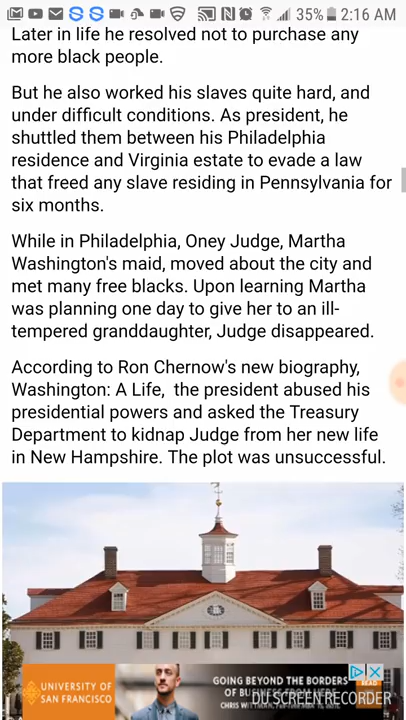 35% 2:16 AM
Later in life he resolved not to purchase any
more black people.
But he also worked his slaves quite hard, and
under difficult conditions. As president, he
shuttled them between his Philadelphia
residence and Virginia estate to evade a law
that freed any slave residing in Pennsylvania for
six months.
While in Philadelphia, Oney Judge, Martha
Washington's maid, moved about the city and
met many free blacks. Upon learning Martha
was planning one day to give her to an ill-
tempered granddaughter, Judge disappeared.
According to Ron Chernow's new biography,
Washington: A Life, the president abused his
presidential powers and asked the Treasury
Department to kidnap Judge from her new life
in New Hampshire. The plot was unsuccessful.
UNIVERSITY OF
SAN FRANCISCO
GOING BEYOND THE BORDERS
OF BUSINESS FROM HERE
CHRIS
READ
DU SCREEN RECORDER